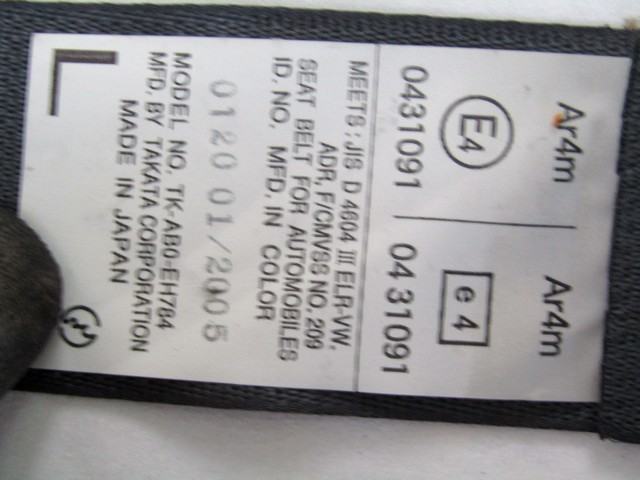 Ar4m Ar4m
E4 e 4
0431091 04 31091
MEETS : JIS D 4604 III ELR-VW.
ADR, F/CMVSS NO. 209
SEAT BELT FOR AUTOMOBILES
ID. NO. MFD. IN COLOR
0120 01/2005
MODEL NO. TK-AB0-EH784
MFD. BY TAKATA CORPORATION
MADE IN JAPAN
L